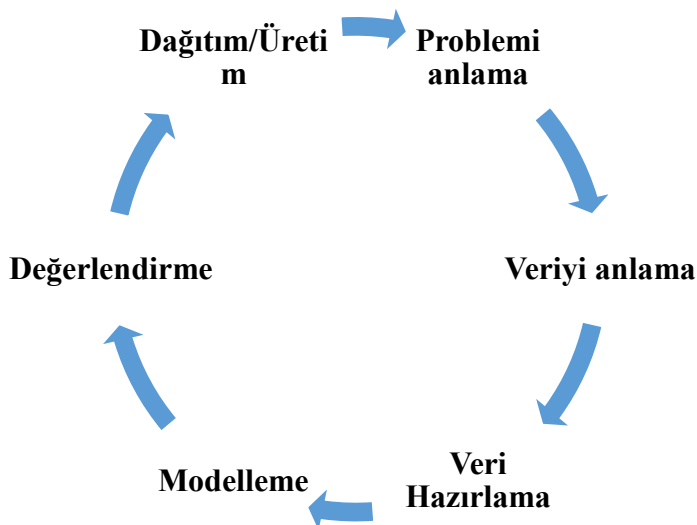 Dağıtım/Üreti
m
Problemi
anlama
Veriyi anlama
Veri
Hazırlama
Modelleme
Değerlendirme